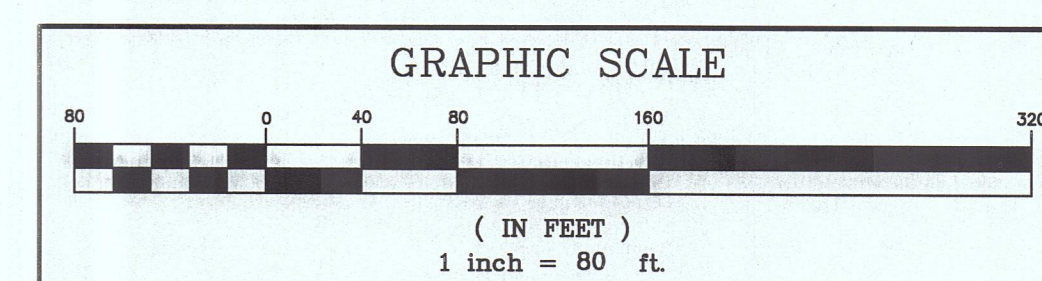 GRAPHIC SCALE
80 0 40 80 160 320
( IN FEET )
1 inch = 80 ft.